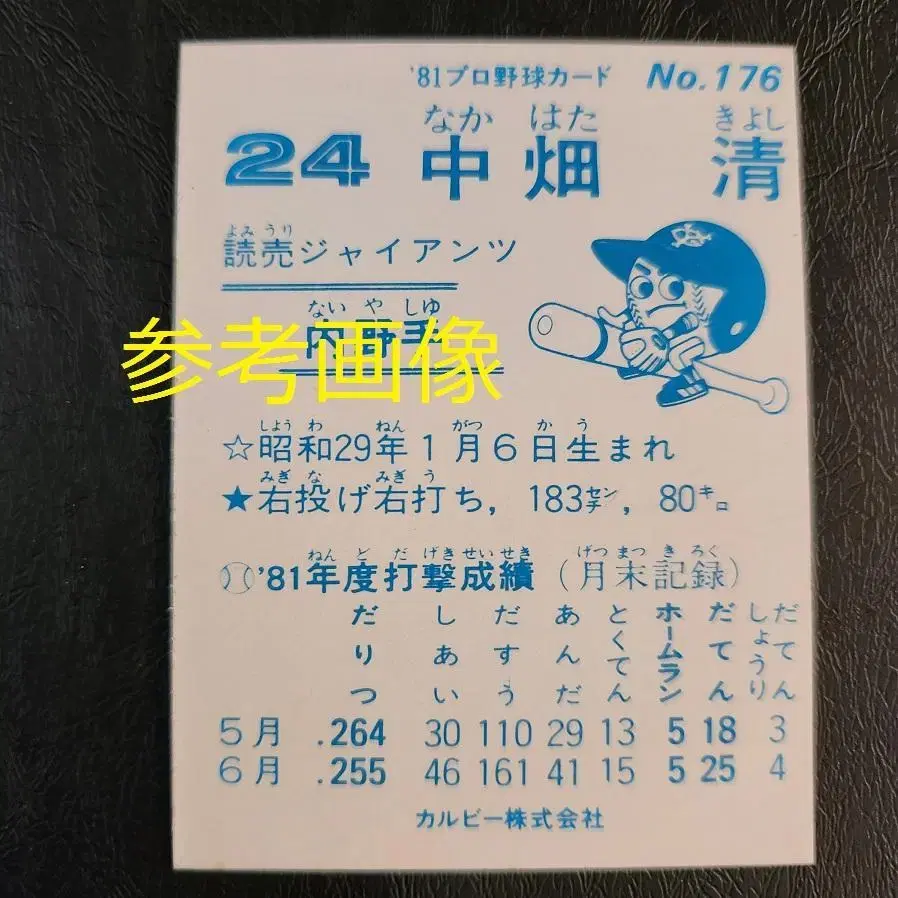 '81プロ野球カード No.176
なか はた きよし
24 中畑 清
よみ うり
読売ジャイアンツ
ない や しゆ
内野手
参考画像
しょう わ ねん がつ か う
☆昭和29年1月6日生まれ
みぎ な みぎ う
★右投げ右打ち, 183センチ, 80キロ
ねん ど だ げき せい せき げつ まつ き ろく
'81年度打撃成績(月末記録)
だりつ しあい だすう あんだ とくてん ホームラン だてん しょうりだてん
5月 .264 30 110 29 13 5 18 3
6月 .255 46 161 41 15 5 25 4
カルビー株式会社